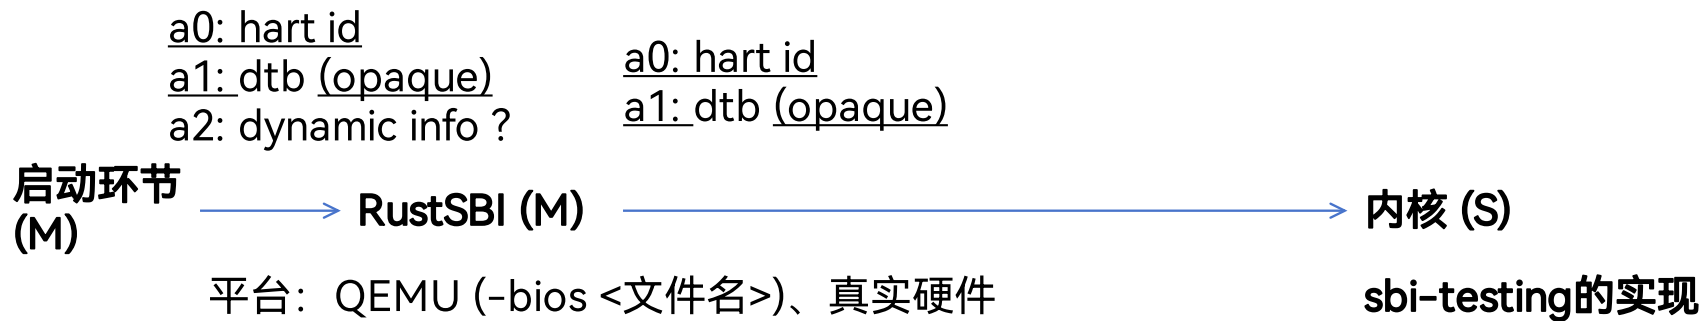 a0: hart id
a1: dtb (opaque)
a2: dynamic info ?
a0: hart id
a1: dtb (opaque)
启动环节
(M)
RustSBI (M)
内核 (S)
平台：QEMU (-bios <文件名>)、真实硬件
sbi-testing的实现